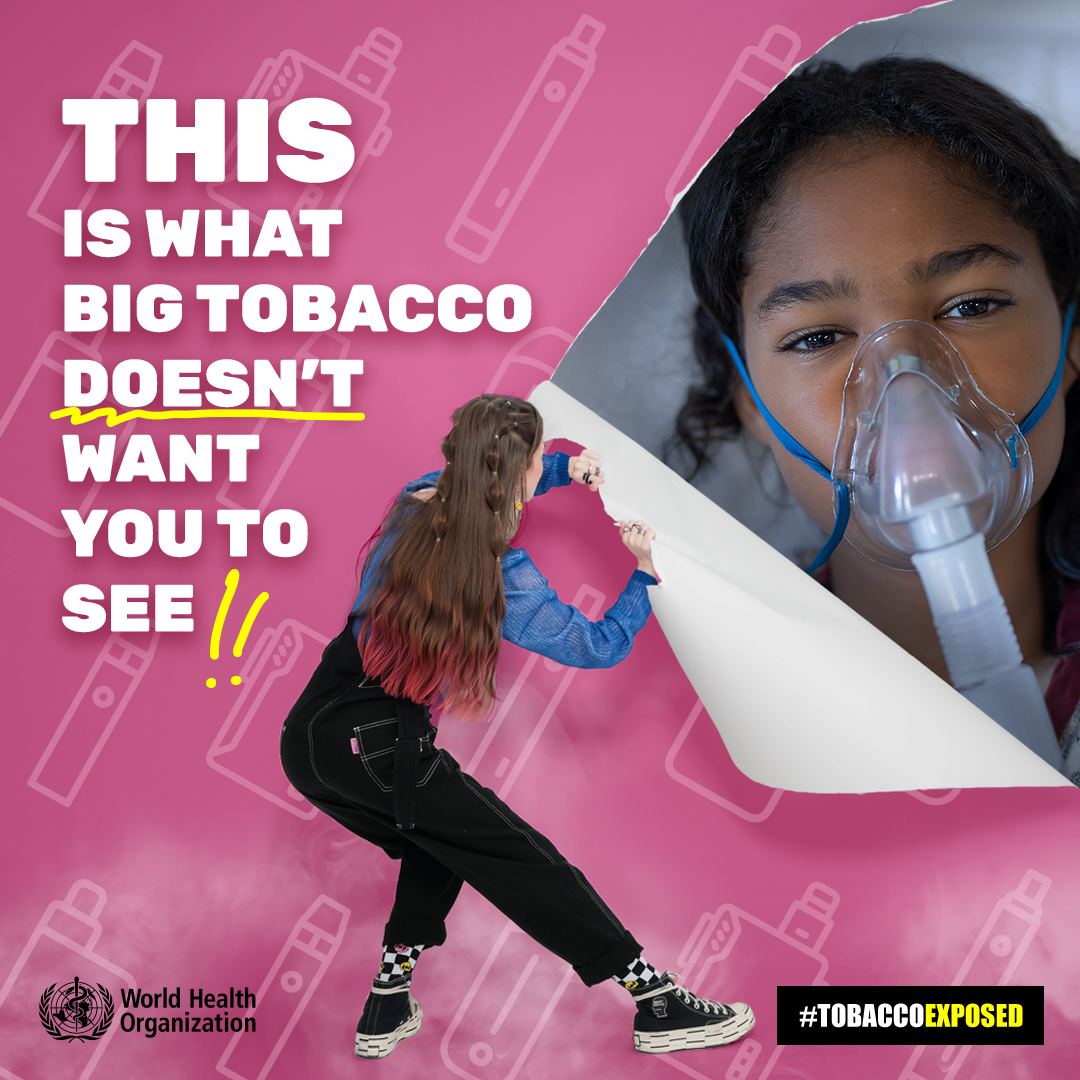 THIS
IS WHAT
BIG TOBACCO
DOESN'T
WANT
YOU TO
SEE !!
World Health
Organization
#TOBACCOEXPOSED